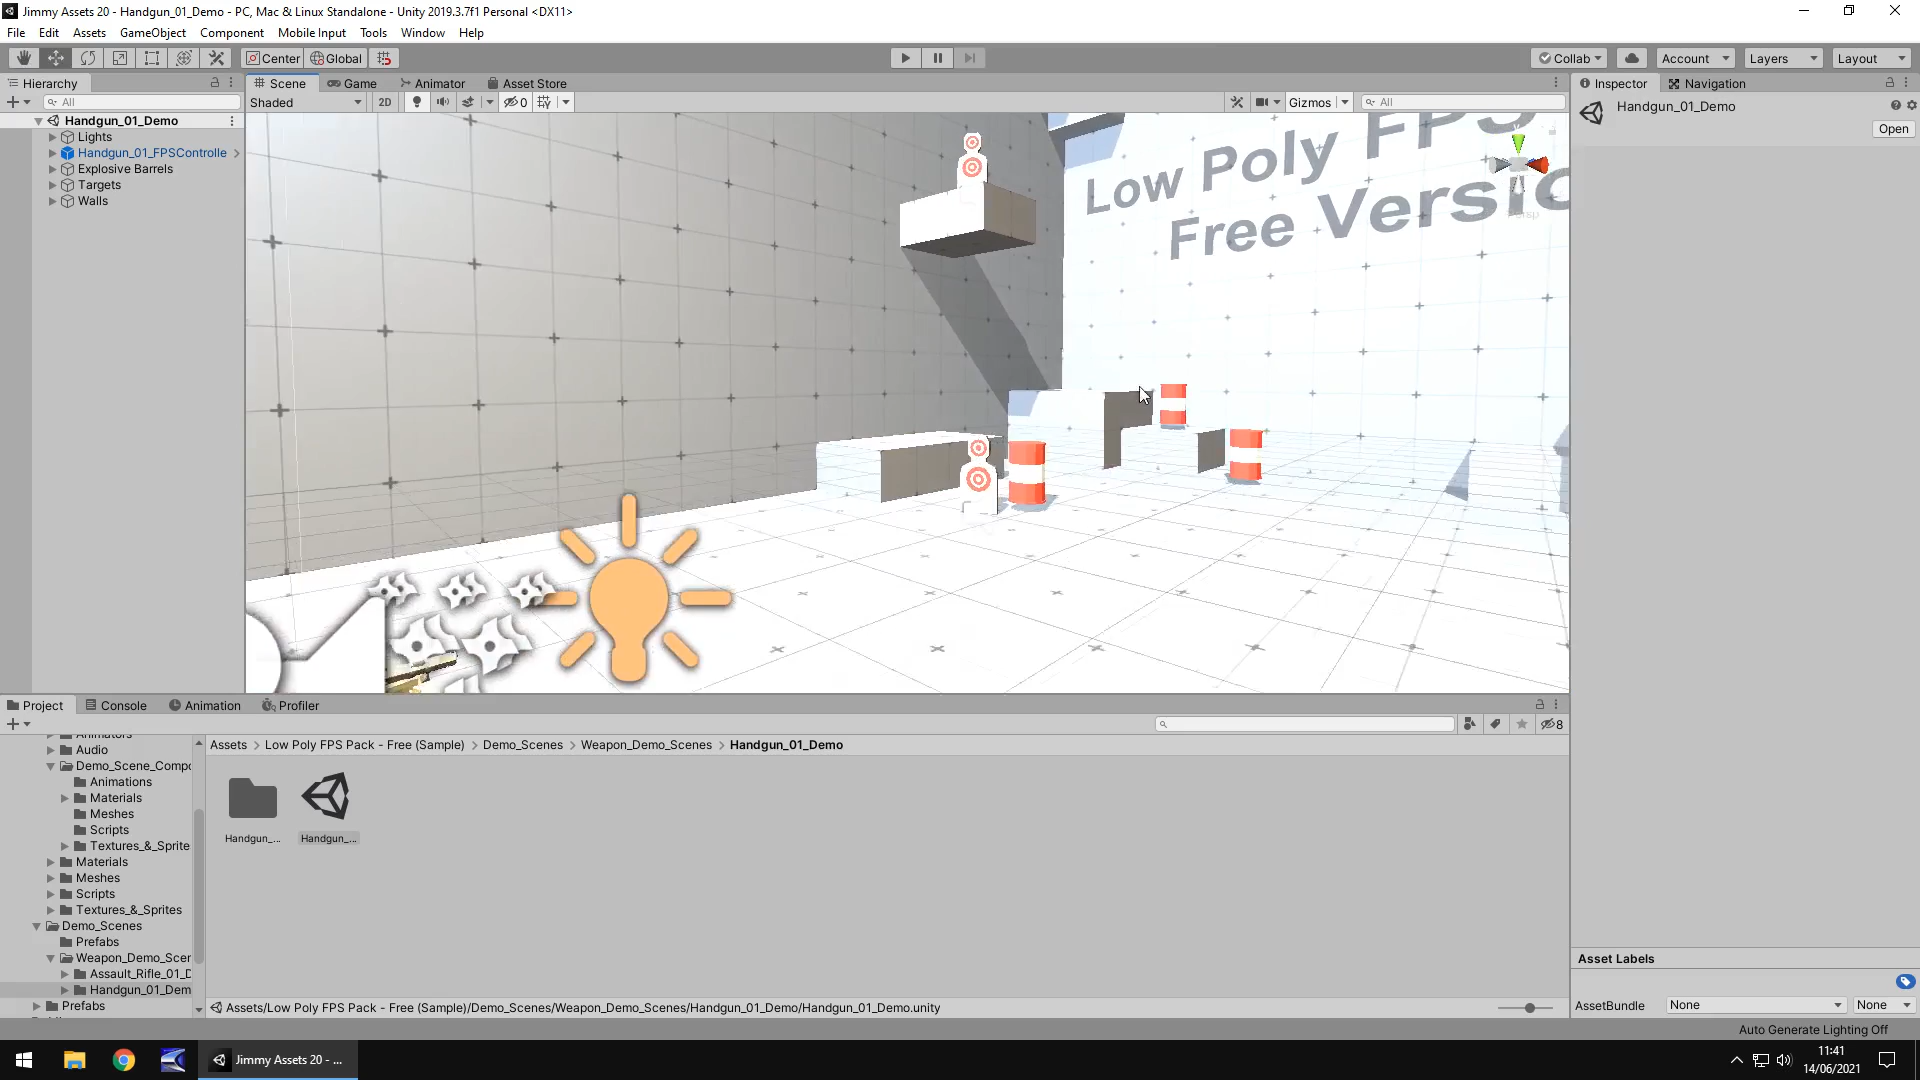 Jimmy Assets 20 - Handgun_01_Demo - PC, Mac & Linux Standalone - Unity 2019.3.7f1 Personal <DX11>
File Edit Assets GameObject Component Mobile Input Tools Window Help
Center Global Collab Account Layers Layout
Hierarchy
Scene Game Animator Asset Store
Inspector Navigation
All
Shaded 2D 0 Gizmos All
Handgun_01_Demo
Open
Handgun_01_Demo
Lights
Handgun_01_FPSControlle
Explosive Barrels
Targets
Walls
Low Poly FPS
Free Versio
Persp
Project Console Animation Profiler
8
Animators
Audio
Demo_Scene_Compo
Animations
Materials
Meshes
Scripts
Textures_&_Sprite
Materials
Meshes
Scripts
Textures_&_Sprites
Demo_Scenes
Prefabs
Weapon_Demo_Scer
Assault_Rifle_01_D
Handgun_01_Dem
Prefabs
Assets > Low Poly FPS Pack - Free (Sample) > Demo_Scenes > Weapon_Demo_Scenes > Handgun_01_Demo
Handgun_... Handgun_...
Assets/Low Poly FPS Pack - Free (Sample)/Demo_Scenes/Weapon_Demo_Scenes/Handgun_01_Demo/Handgun_01_Demo.unity
Asset Labels
AssetBundle None None
Auto Generate Lighting Off
Jimmy Assets 20 - ...
11:41
14/06/2021